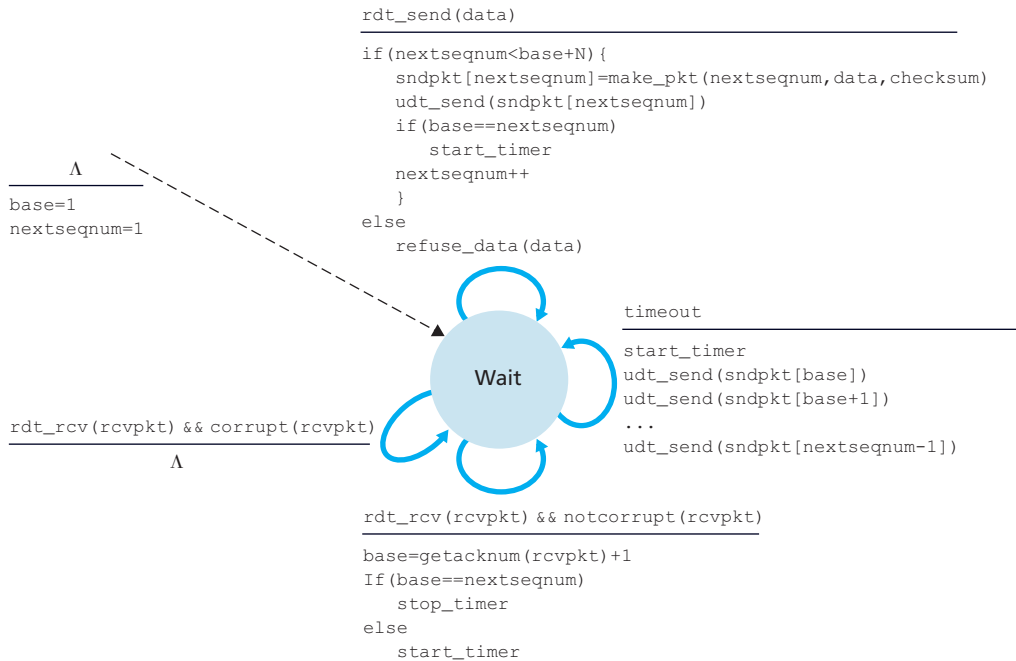 rdt_send(data)
if(nextseqnum<base+N){
sndpkt[nextseqnum]=make_pkt(nextseqnum,data,checksum)
udt_send(sndpkt[nextseqnum])
if(base==nextseqnum)
start_timer
nextseqnum++
}
else
refuse_data(data)
Λ
base=1
nextseqnum=1
Wait
timeout
start_timer
udt_send(sndpkt[base])
udt_send(sndpkt[base+1])
...
udt_send(sndpkt[nextseqnum-1])
rdt_rcv(rcvpkt) && corrupt(rcvpkt)
Λ
rdt_rcv(rcvpkt) && notcorrupt(rcvpkt)
base=getacknum(rcvpkt)+1
If(base==nextseqnum)
stop_timer
else
start_timer